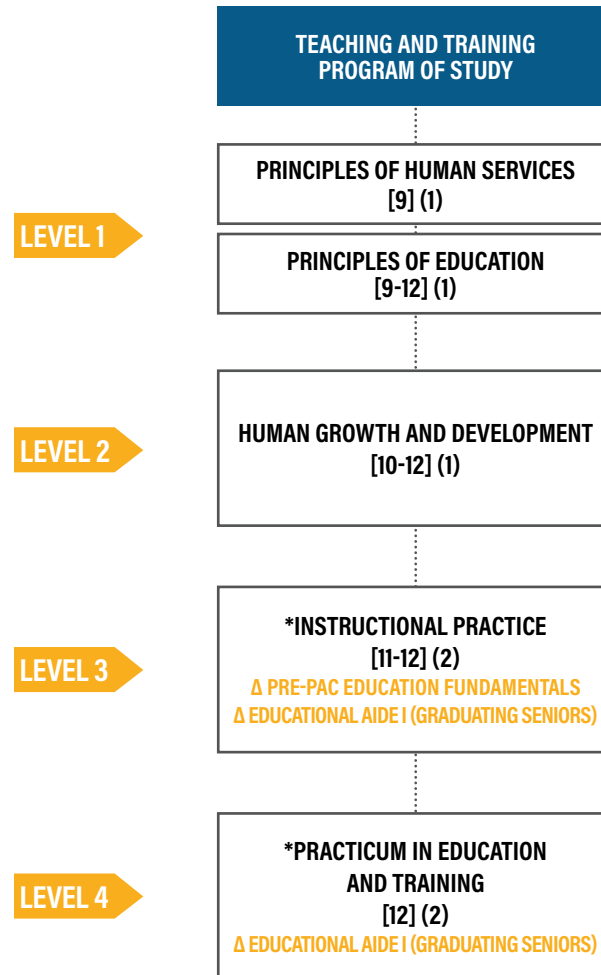 TEACHING AND TRAINING
PROGRAM OF STUDY
LEVEL 1
PRINCIPLES OF HUMAN SERVICES
[9] (1)
PRINCIPLES OF EDUCATION
[9-12] (1)
LEVEL 2
HUMAN GROWTH AND DEVELOPMENT
[10-12] (1)
LEVEL 3
*INSTRUCTIONAL PRACTICE
[11-12] (2)
Δ PRE-PAC EDUCATION FUNDAMENTALS
Δ EDUCATIONAL AIDE I (GRADUATING SENIORS)
LEVEL 4
*PRACTICUM IN EDUCATION
AND TRAINING
[12] (2)
Δ EDUCATIONAL AIDE I (GRADUATING SENIORS)